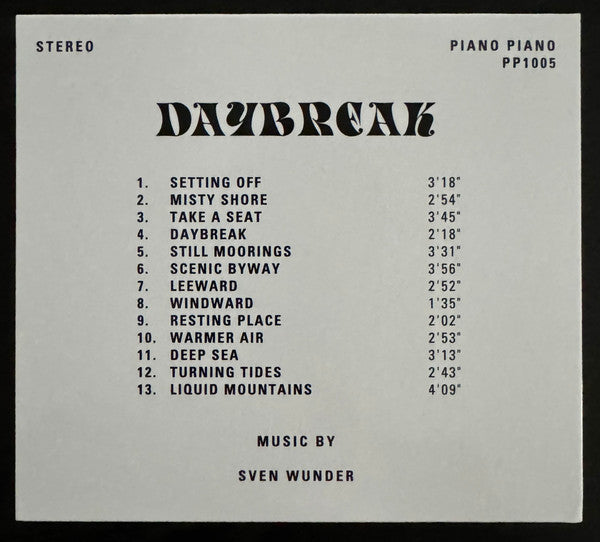 STEREO
PIANO PIANO
PP1005
DAYBREAK
1. SETTING OFF 3'18"
2. MISTY SHORE 2'54"
3. TAKE A SEAT 3'45"
4. DAYBREAK 2'18"
5. STILL MOORINGS 3'31"
6. SCENIC BYWAY 3'56"
7. LEEWARD 2'52"
8. WINDWARD 1'35"
9. RESTING PLACE 2'02"
10. WARMER AIR 2'53"
11. DEEP SEA 3'13"
12. TURNING TIDES 2'43"
13. LIQUID MOUNTAINS 4'09"
MUSIC BY
SVEN WUNDER